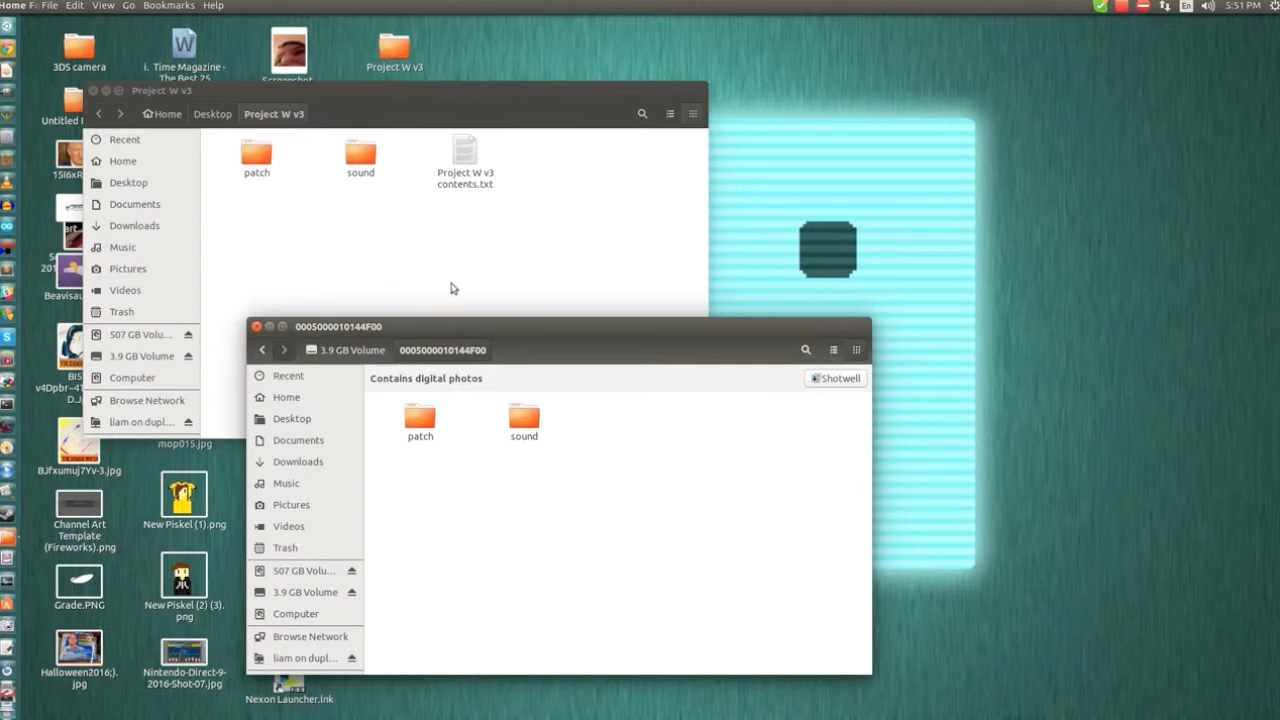 Home F File Edit View Go Bookmarks Help
En
5:51 PM
3DS camera
i. Time Magazine -
The Best 25
Screenshot
Project W v3
Untitled
Project W v3
Home
Desktop
Project W v3
Recent
Home
Desktop
Documents
Downloads
Music
Pictures
Videos
Trash
507 GB Volu...
3.9 GB Volume
Computer
Browse Network
liam on dupl...
patch
sound
Project W v3
contents.txt
0005000010144F00
3.9 GB Volume
0005000010144F00
Contains digital photos
Shotwell
Recent
Home
Desktop
Documents
Downloads
Music
Pictures
Videos
Trash
507 GB Volu...
3.9 GB Volume
Computer
Browse Network
liam on dupl...
patch
sound
mop015.jpg
BJfxumuj7Yv-3.jpg
New Piskel (1).png
Channel Art
Template
(Fireworks).png
Grade.PNG
New Piskel (2) (3).
png
Halloween2016;).
jpg
Nintendo-Direct-9-
2016-Shot-07.jpg
Nexon Launcher.lnk